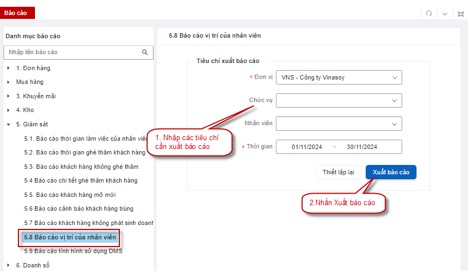 Báo cáo
Danh mục báo cáo
Nhập tên báo cáo
1. Đơn hàng
Mua hàng
3. Khuyến mãi
4. Kho
5. Giám sát
5.1. Báo cáo thời gian làm việc của nhân viên
5.2. Báo cáo thời gian ghé thăm khách hàng
5.3. Báo cáo khách hàng không ghé thăm
5.4. Báo cáo chi tiết ghé thăm khách hàng
5.5. Báo cáo khách hàng mở mới
5.6. Báo cáo cảnh báo khách hàng trùng
5.7 Báo cáo khách hàng không phát sinh doanh
5.8 Báo cáo vị trí của nhân viên
5.9 Báo cáo tình hình sử dụng DMS
6. Doanh số
5.8 Báo cáo vị trí của nhân viên
Tiêu chí xuất báo cáo
* Đơn vị VNS - Công ty Vinasoy
Chức vụ
Nhân viên
* Thời gian 01/11/2024 ~ 30/11/2024
Thiết lập lại Xuất báo cáo
1. Nhập các tiêu chí
cần xuất báo cáo
2.Nhấn Xuất báo cáo